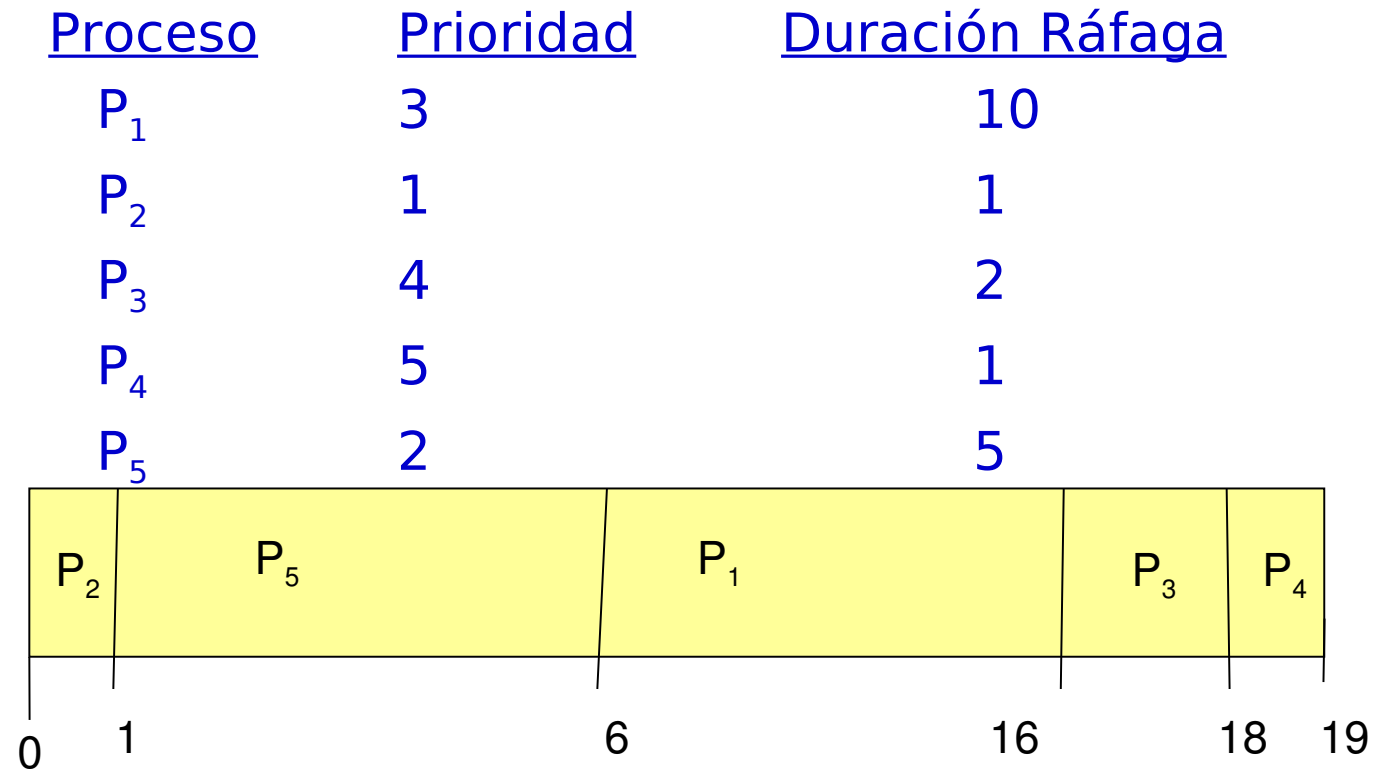 Proceso Prioridad Duración Ráfaga
P1 3 10
P2 1 1
P3 4 2
P4 5 1
P5 2 5
P2 P5 P1 P3 P4
0 1 6 16 18 19